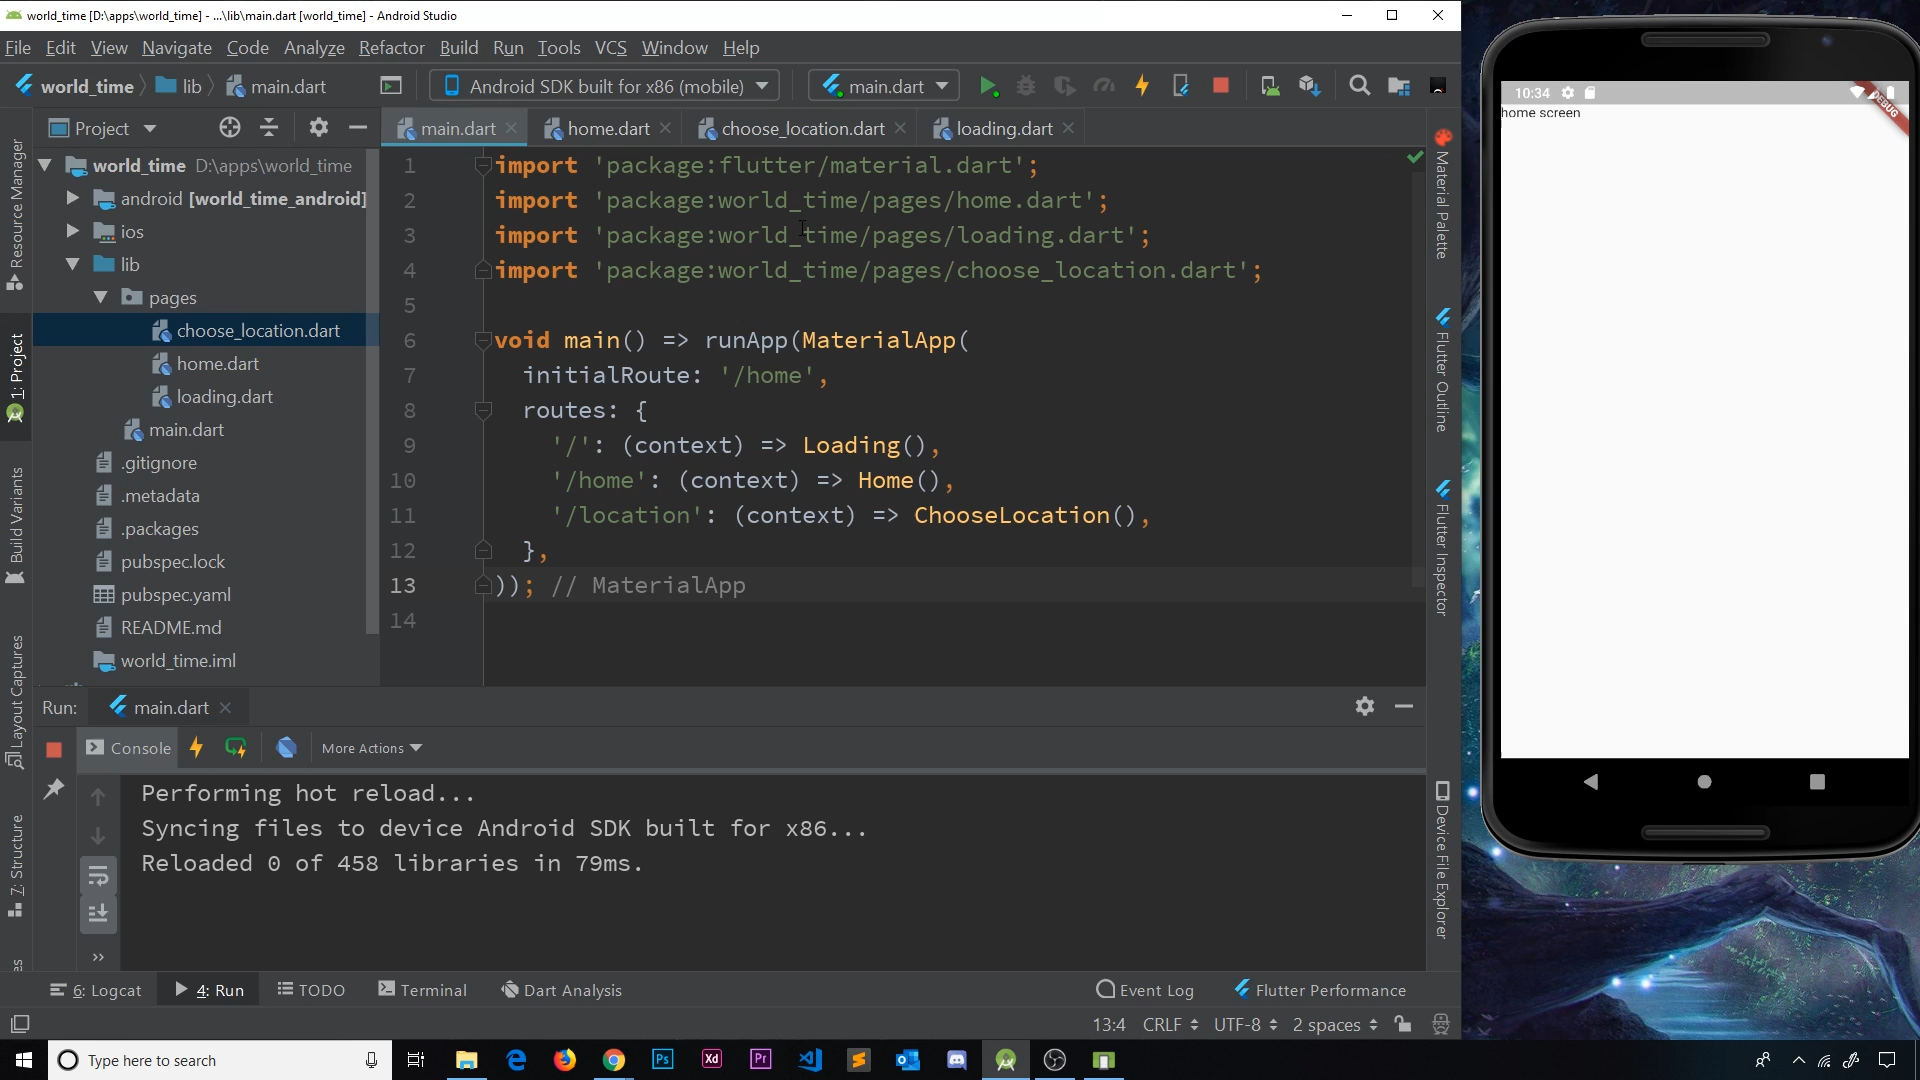 world_time [D:\apps\world_time] - ...\lib\main.dart [world_time] - Android Studio
File Edit View Navigate Code Analyze Refactor Build Run Tools VCS Window Help
world_time lib main.dart Android SDK built for x86 (mobile) main.dart
Project main.dart home.dart choose_location.dart loading.dart
world_time D:\apps\world_time
android [world_time_android]
ios
lib
pages
choose_location.dart
home.dart
loading.dart
main.dart
.gitignore
.metadata
.packages
pubspec.lock
pubspec.yaml
README.md
world_time.iml
1 import 'package:flutter/material.dart';
2 import 'package:world_time/pages/home.dart';
3 import 'package:world_time/pages/loading.dart';
4 import 'package:world_time/pages/choose_location.dart';
5
6 void main() => runApp(MaterialApp(
7 initialRoute: '/home',
8 routes: {
9 '/': (context) => Loading(),
10 '/home': (context) => Home(),
11 '/location': (context) => ChooseLocation(),
12 },
13 )); // MaterialApp
14
Resource Manager
1: Project
Build Variants
Layout Captures
7: Structure
Material Palette
Flutter Outline
Flutter Inspector
Device File Explorer
10:34
DEBUG
home screen
Run: main.dart
Console More Actions
Performing hot reload...
Syncing files to device Android SDK built for x86...
Reloaded 0 of 458 libraries in 79ms.
6: Logcat 4: Run TODO Terminal Dart Analysis Event Log Flutter Performance
13:4 CRLF UTF-8 2 spaces
Type here to search Ps Xd Pr